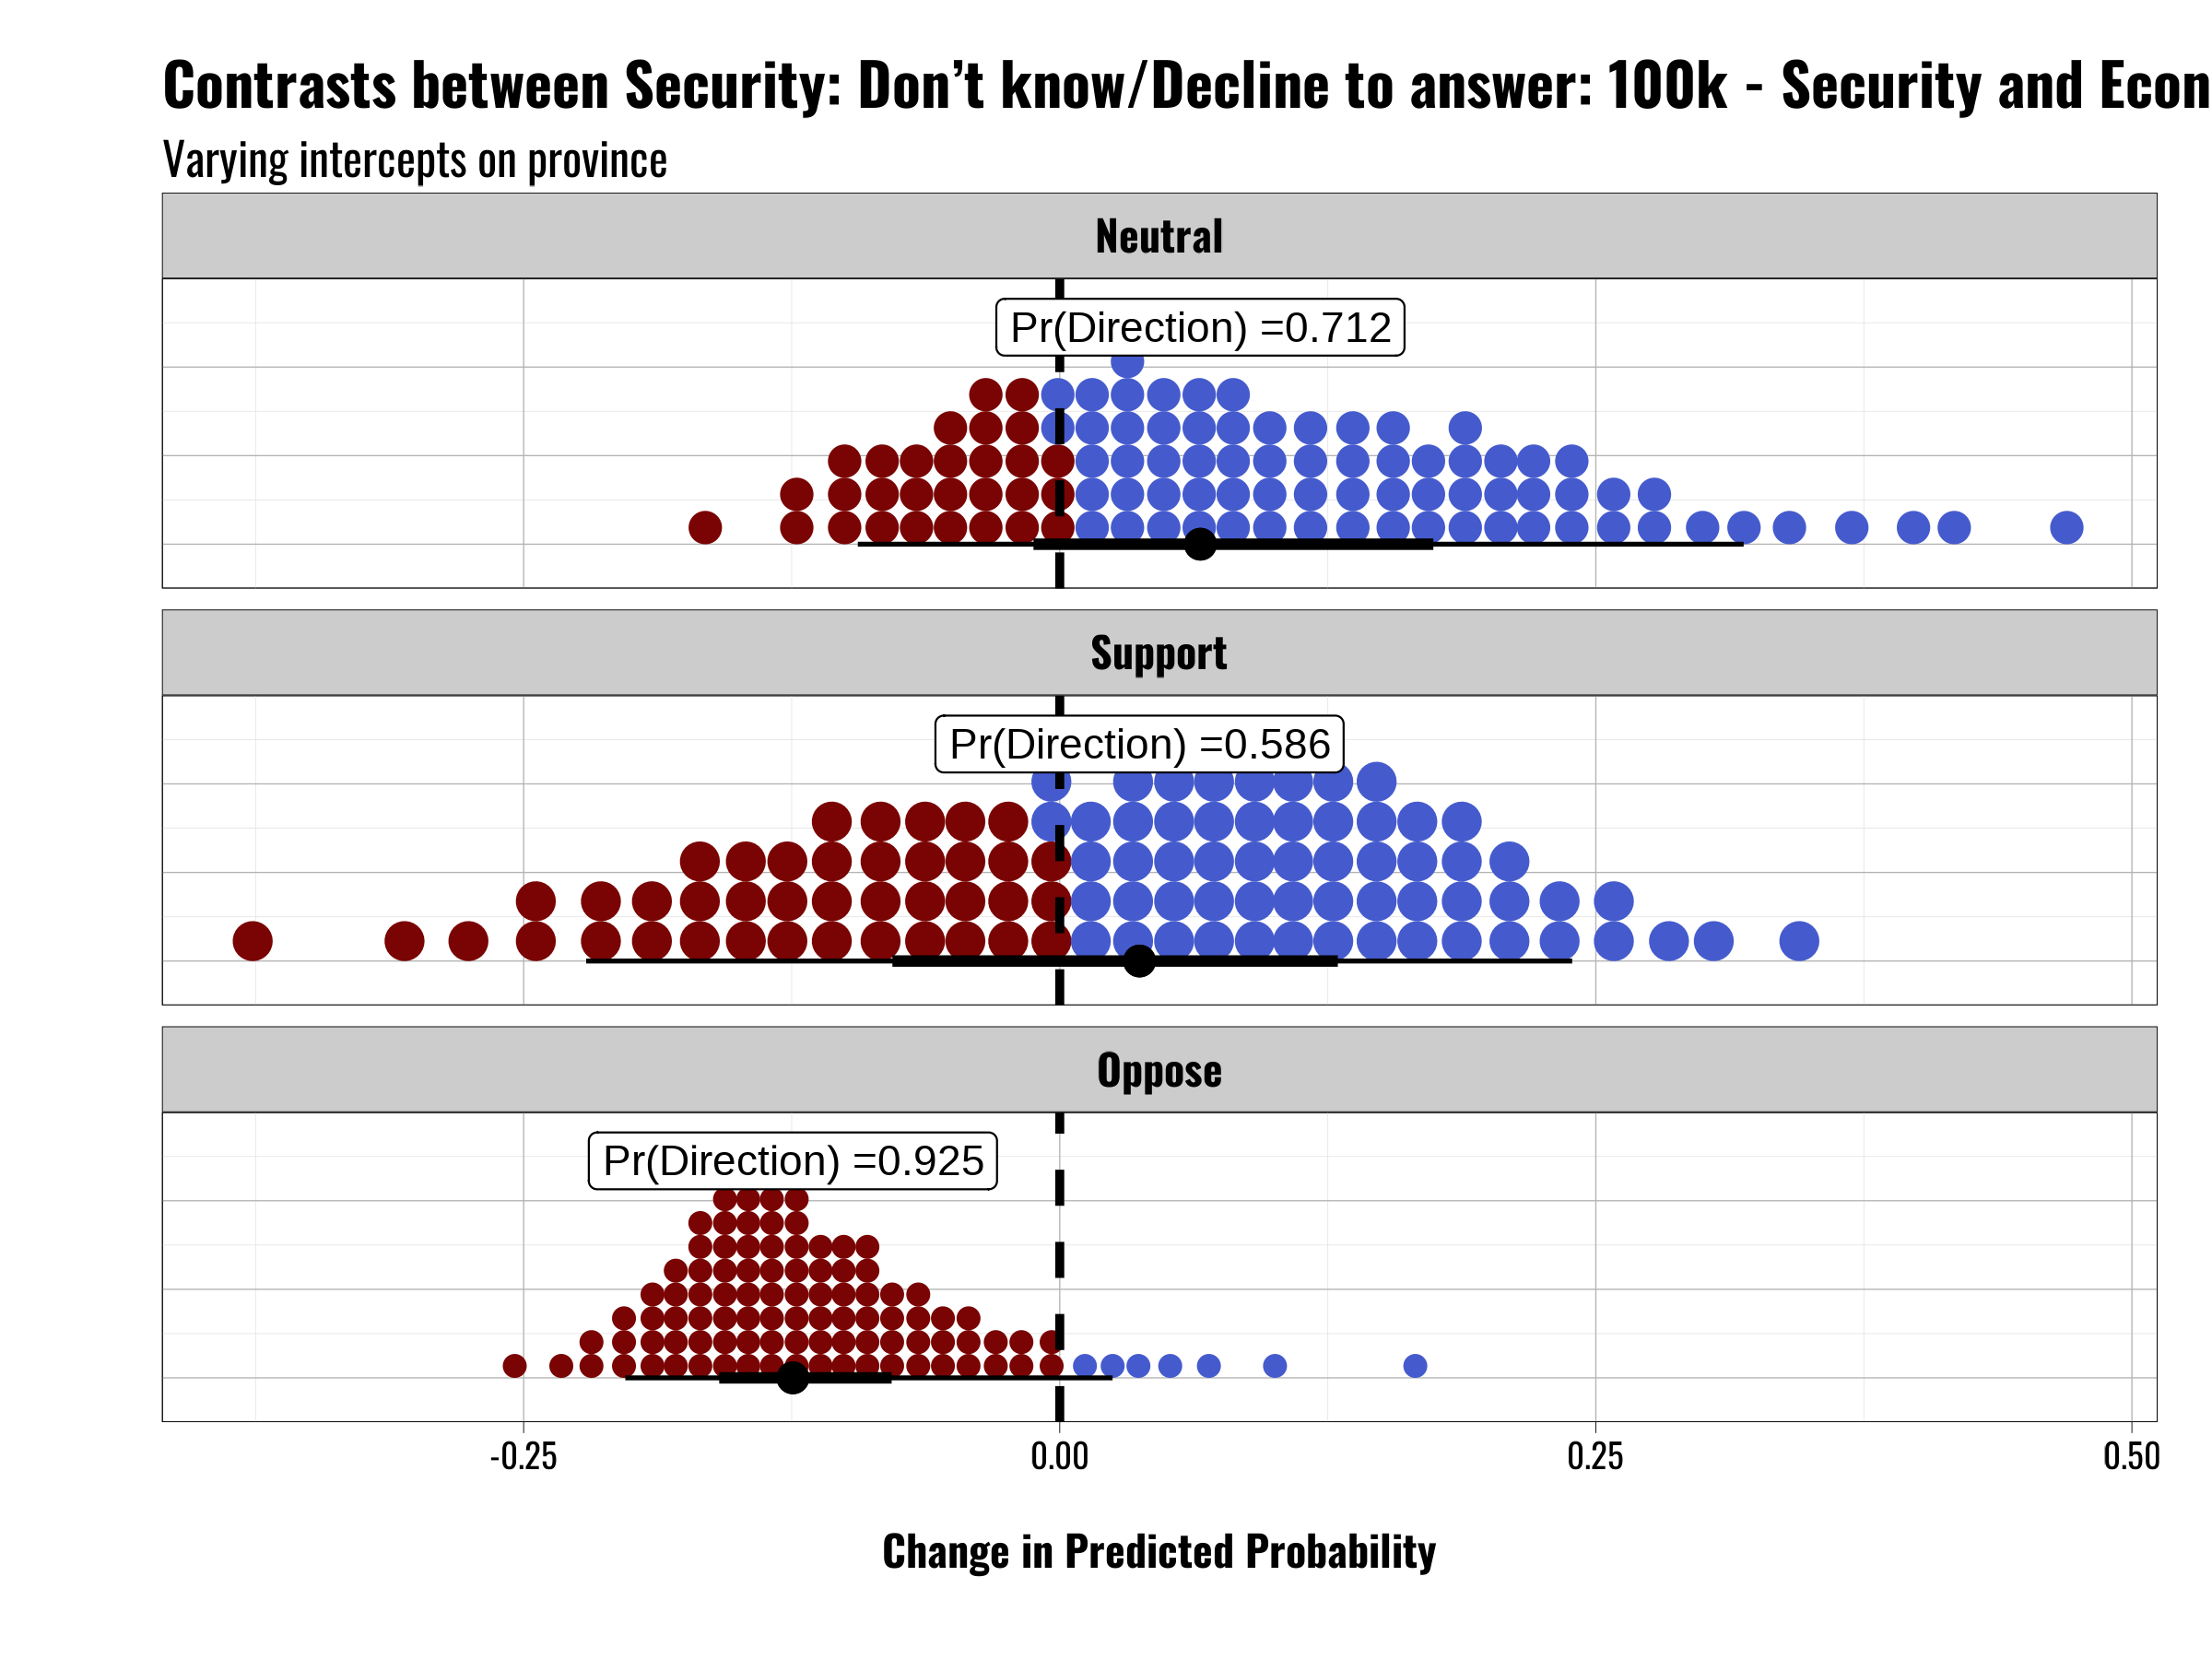 Contrasts between Security: Don’t know/Decline to answer: 100k - Security and Econ
Varying intercepts on province
Neutral
Pr(Direction) =0.712
Support
Pr(Direction) =0.586
Oppose
Pr(Direction) =0.925
-0.25 0.00 0.25 0.50
Change in Predicted Probability